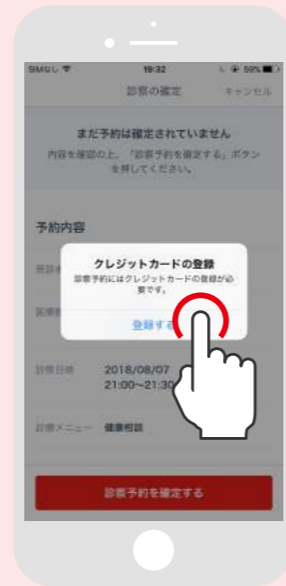 SIMなし 19:32 59%
診察の確定 キャンセル
まだ予約は確定されていません
内容を確認の上、「診察予約を確定する」ボタン
を押してください。
予約内容
クレジットカードの登録
診察予約にはクレジットカードの登録が必
要です。
登録する
診察日時 2018/08/07
21:00~21:30
診療メニュー 健康相談
診察予約を確定する